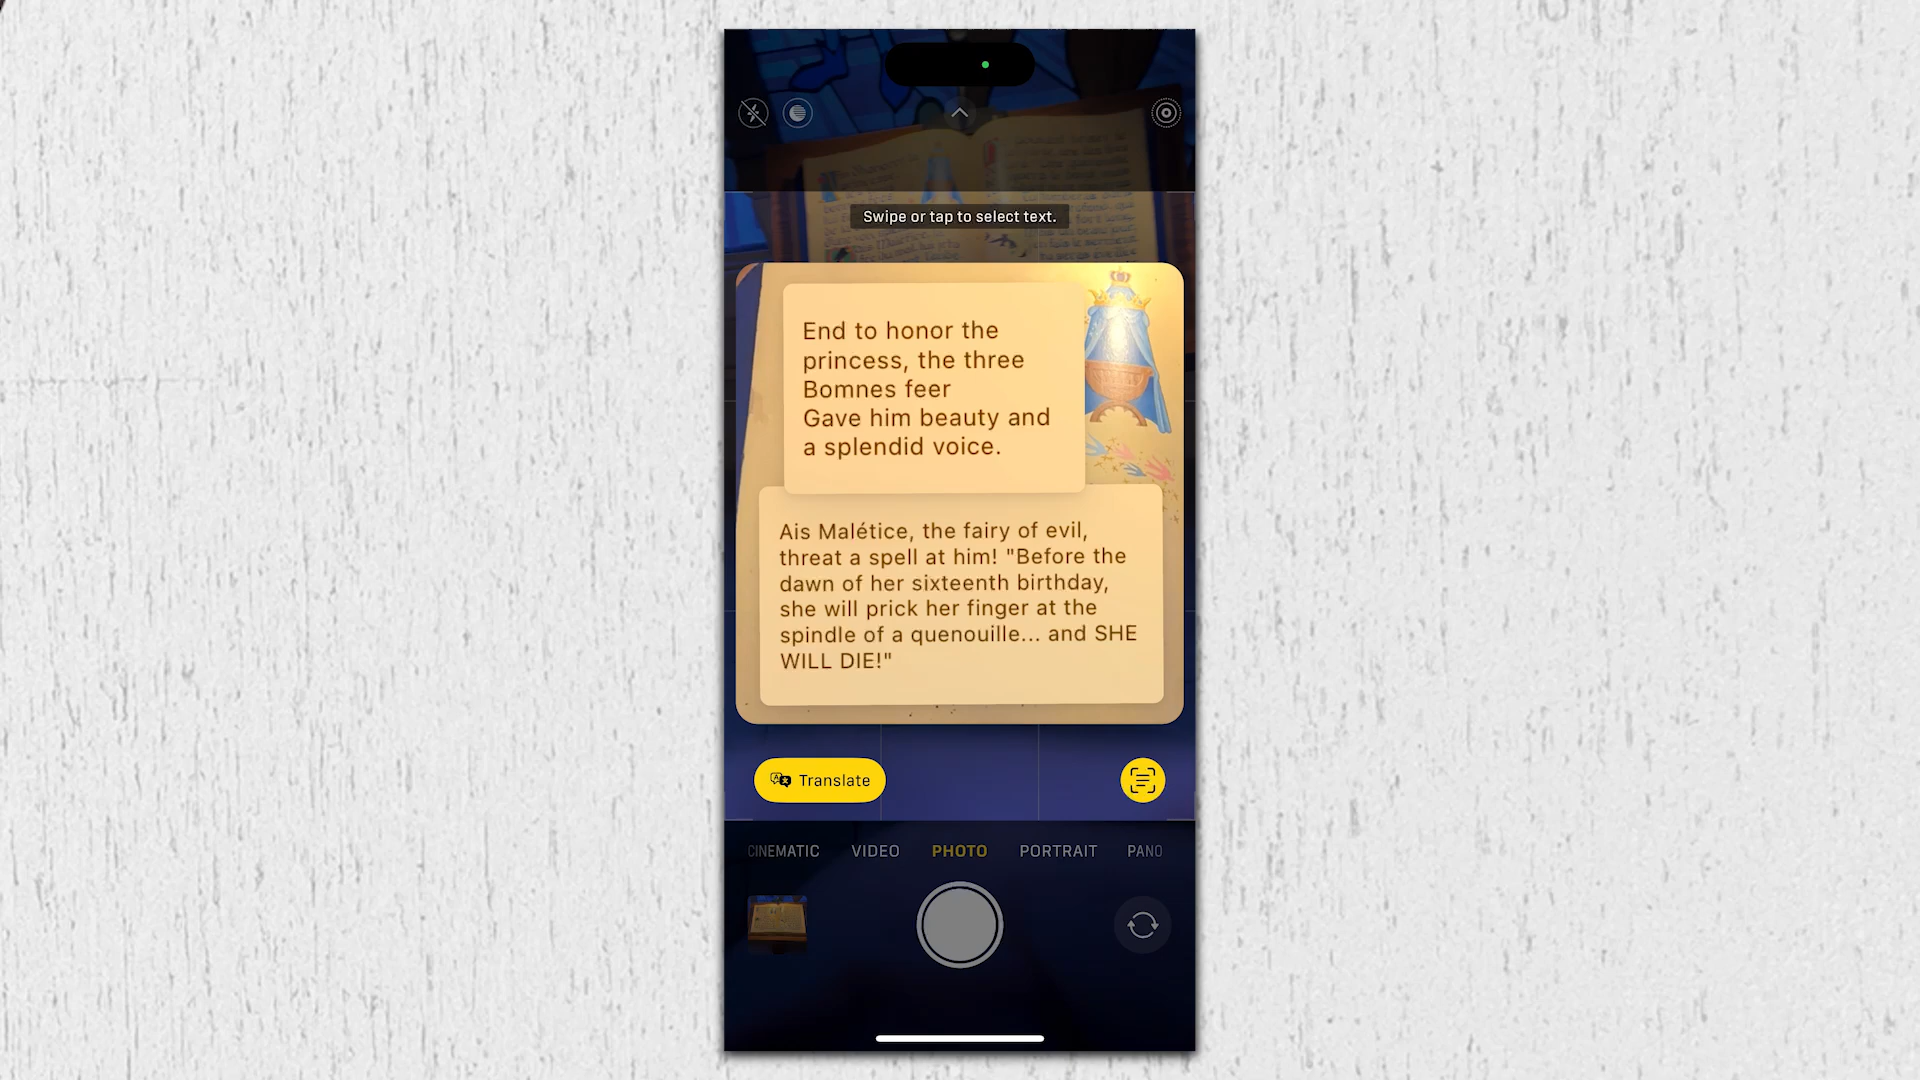 Swipe or tap to select text.
End to honor the
princess, the three
Bomnes feer
Gave him beauty and
a splendid voice.
Ais Malétice, the fairy of evil,
threat a spell at him! "Before the
dawn of her sixteenth birthday,
she will prick her finger at the
spindle of a quenouille... and SHE
WILL DIE!"
Translate
CINEMATIC VIDEO PHOTO PORTRAIT PANO